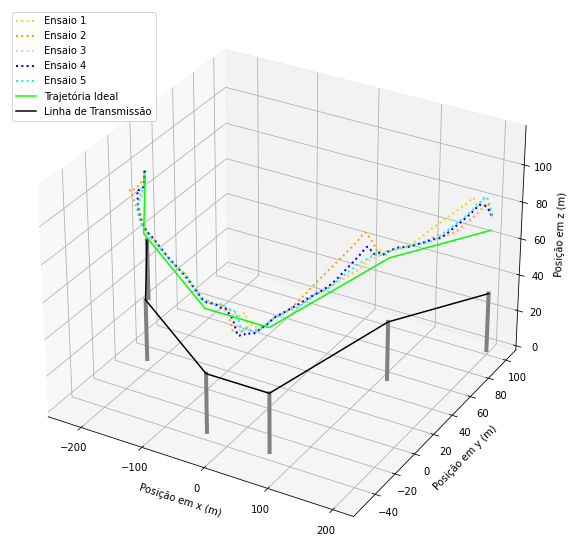 Ensaio 1
Ensaio 2
Ensaio 3
Ensaio 4
Ensaio 5
Trajetória Ideal
Linha de Transmissão
100
80
60
40
20
0
Posição em z (m)
100
80
60
40
20
0
−20
−40
Posição em y (m)
−200
−100
0
100
200
Posição em x (m)